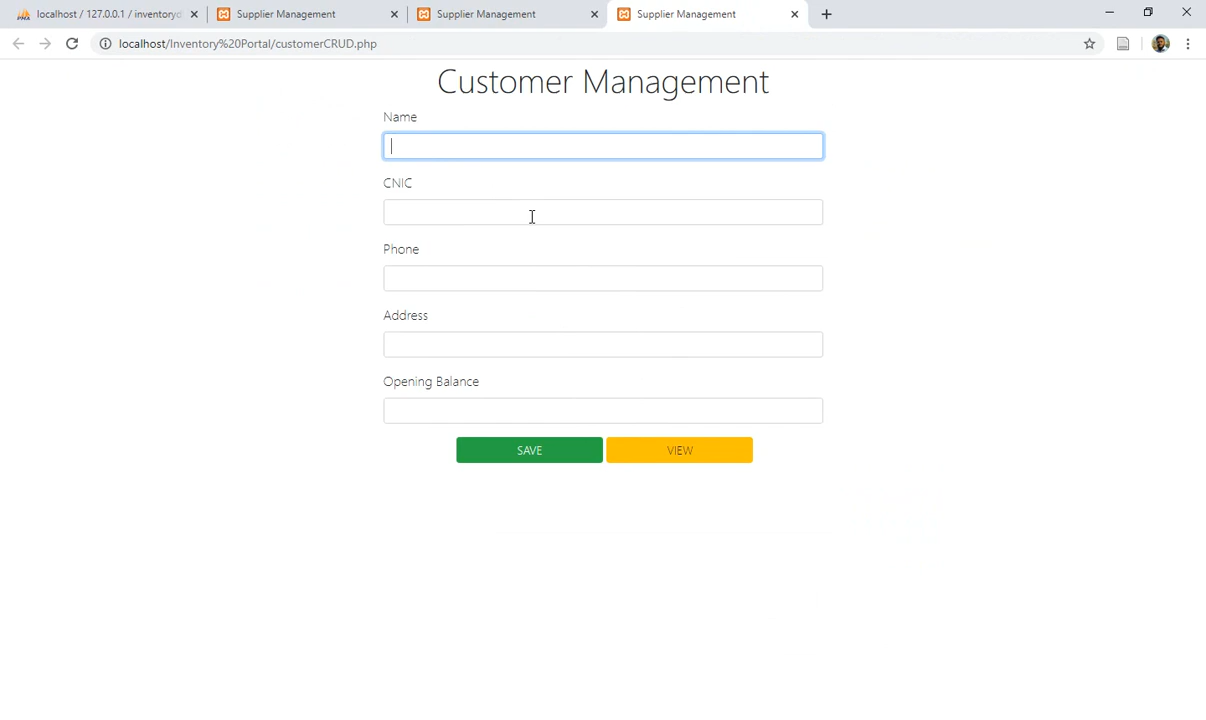 localhost / 127.0.0.1 / inventoryd
Supplier Management
Supplier Management
Supplier Management
localhost/Inventory%20Portal/customerCRUD.php
Customer Management
Name
CNIC
Phone
Address
Opening Balance
SAVE VIEW